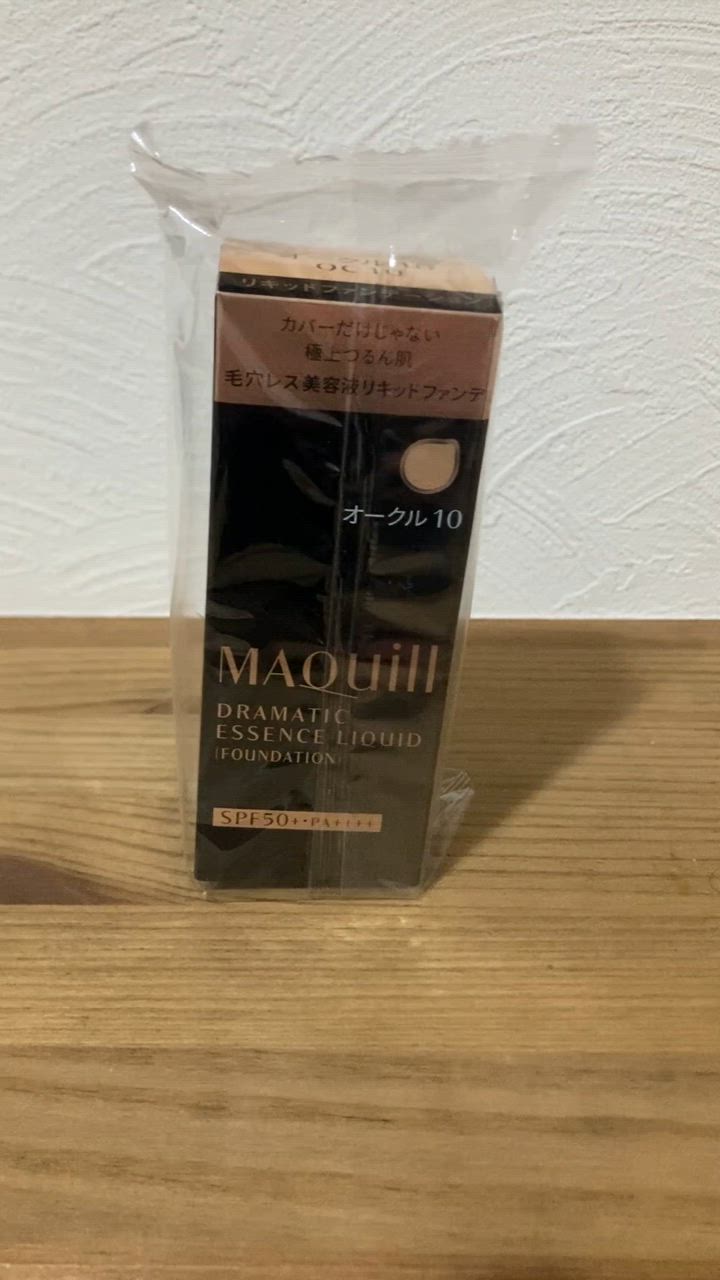 OC10
リキッドファンデーション
カバーだけじゃない
極上つるん肌
毛穴レス美容液リキッドファンデ
オークル10
MAQuill
DRAMATIC
ESSENCE LIQUID
(FOUNDATION)
SPF50+・PA++++